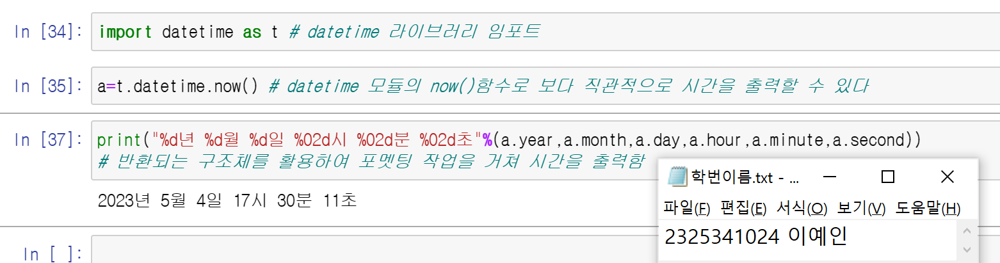 In [34]: import datetime as t # datetime 라이브러리 임포트
In [35]: a=t.datetime.now() # datetime 모듈의 now()함수로 보다 직관적으로 시간을 출력할 수 있다
In [37]: print("%d년 %d월 %d일 %02d시 %02d분 %02d초"%(a.year,a.month,a.day,a.hour,a.minute,a.second))
# 반환되는 구조체를 활용하여 포멧팅 작업을 거쳐 시간을 출력함
2023년 5월 4일 17시 30분 11초
In [ ]:
학번이름.txt - ...
파일(F) 편집(E) 서식(O) 보기(V) 도움말(H)
2325341024 이예인